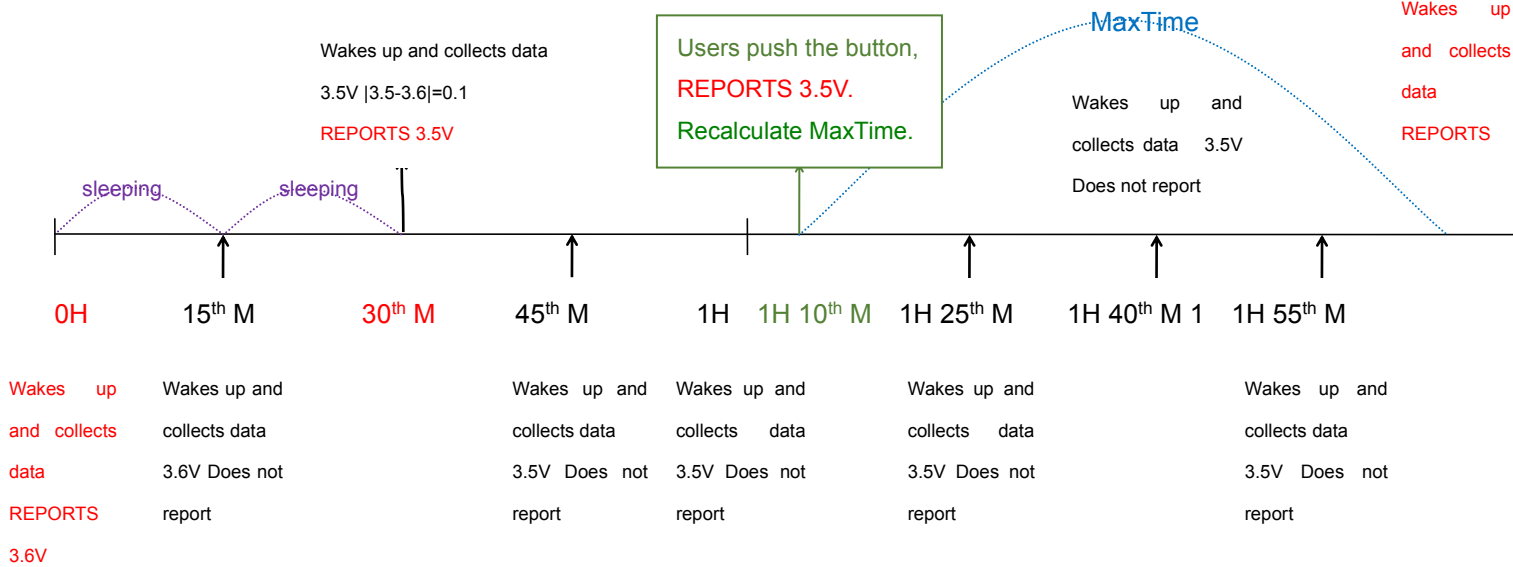 Wakes up and collects data
3.5V |3.5-3.6|=0.1
REPORTS 3.5V
Users push the button,
REPORTS 3.5V.
Recalculate MaxTime.
MaxTime
Wakes up and
collects data 3.5V
Does not report
Wakes up
and collects
data
REPORTS
sleeping
sleeping
0H
15th M
30th M
45th M
1H
1H 10th M
1H 25th M
1H 40th M 1
1H 55th M
Wakes up
and collects
data
REPORTS
3.6V
Wakes up and
collects data
3.6V Does not
report
Wakes up and
collects data
3.5V Does not
report
Wakes up and
collects data
3.5V Does not
report
Wakes up and
collects data
3.5V Does not
report
Wakes up and
collects data
3.5V Does not
report